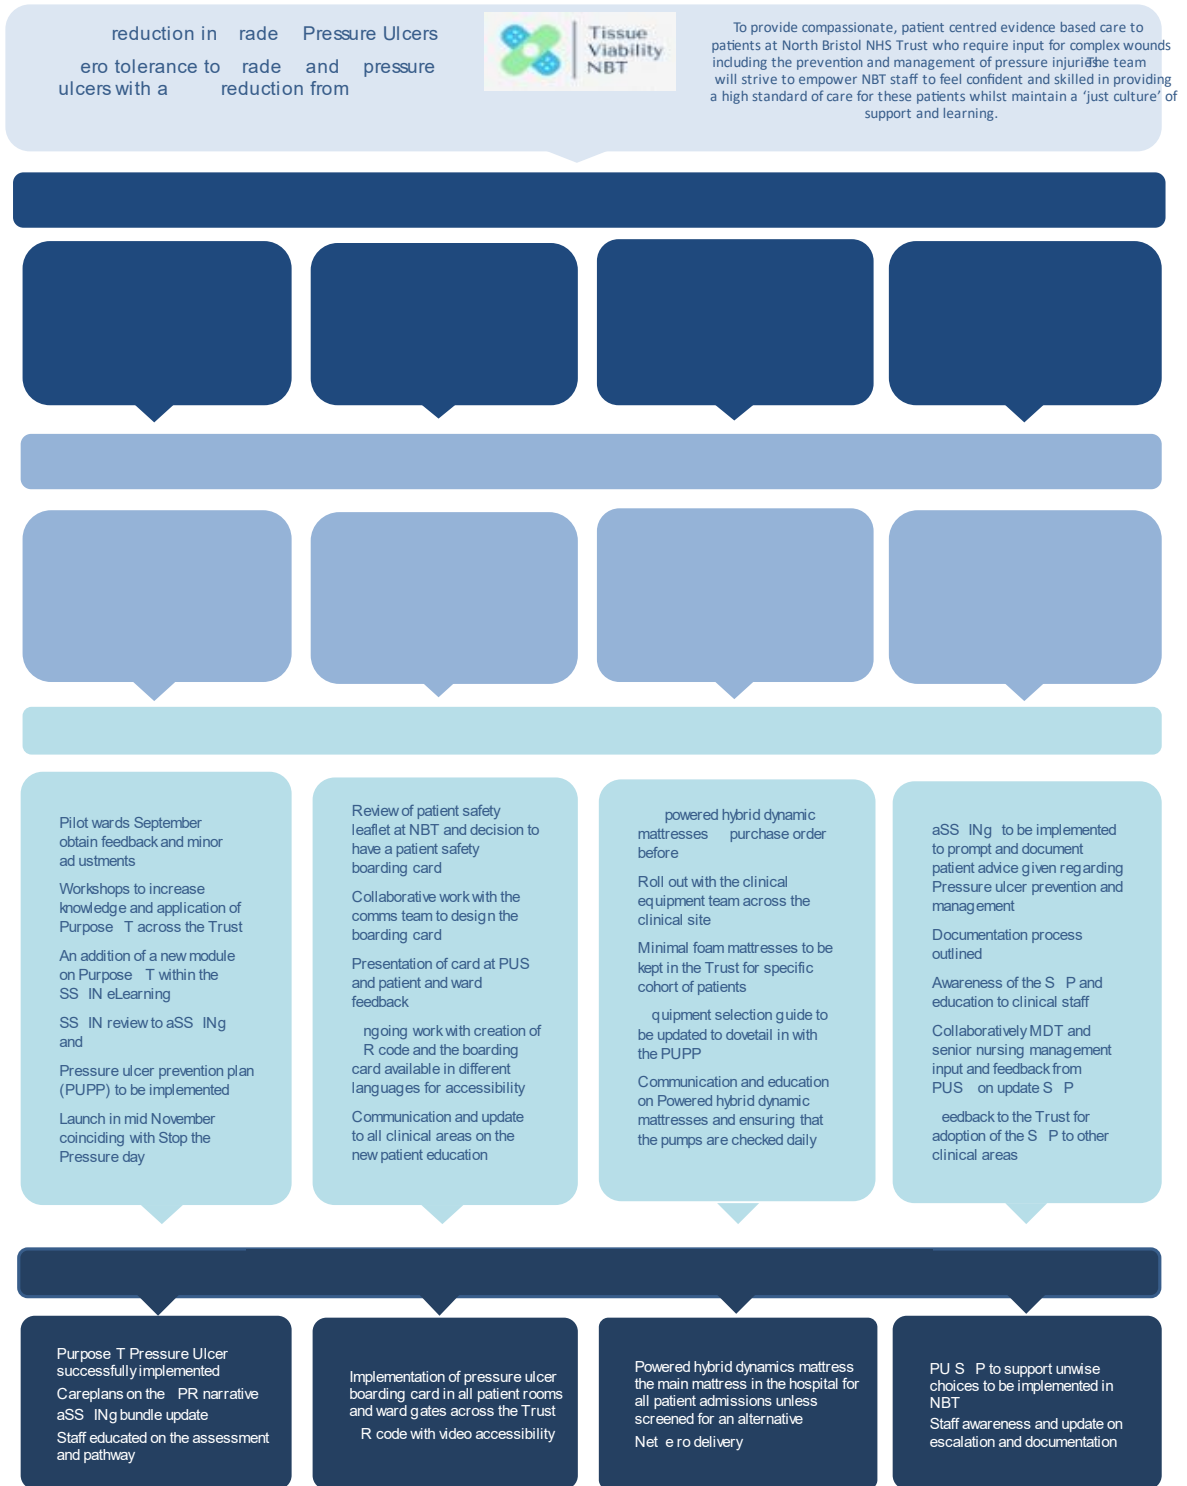 reduction in rade Pressure Ulcers
ero tolerance to rade and pressure
ulcers with a reduction from
Tissue
Viability
NBT
To provide compassionate, patient centred evidence based care to
patients at North Bristol NHS Trust who require input for complex wounds
including the prevention and management of pressure injuries. The team
will strive to empower NBT staff to feel confident and skilled in providing
a high standard of care for these patients whilst maintain a ‘just culture’ of
support and learning.
Pilot wards September
obtain feedback and minor
ad ustments
Workshops to increase
knowledge and application of
Purpose T across the Trust
An addition of a new module
on Purpose T within the
SS IN eLearning
SS IN review to aSS INg
and
Pressure ulcer prevention plan
(PUPP) to be implemented
Launch in mid November
coinciding with Stop the
Pressure day
Review of patient safety
leaflet at NBT and decision to
have a patient safety
boarding card
Collaborative work with the
comms team to design the
boarding card
Presentation of card at PUS
and patient and ward
feedback
ngoing work with creation of
R code and the boarding
card available in different
languages for accessibility
Communication and update
to all clinical areas on the
new patient education
powered hybrid dynamic
mattresses purchase order
before
Roll out with the clinical
equipment team across the
clinical site
Minimal foam mattresses to be
kept in the Trust for specific
cohort of patients
quipment selection guide to
be updated to dovetail in with
the PUPP
Communication and education
on Powered hybrid dynamic
mattresses and ensuring that
the pumps are checked daily
aSS INg to be implemented
to prompt and document
patient advice given regarding
Pressure ulcer prevention and
management
Documentation process
outlined
Awareness of the S P and
education to clinical staff
Collaboratively MDT and
senior nursing management
input and feedback from
PUS on update S P
eedback to the Trust for
adoption of the S P to other
clinical areas
Purpose T Pressure Ulcer
successfully implemented
Careplans on the PR narrative
aSS INg bundle update
Staff educated on the assessment
and pathway
Implementation of pressure ulcer
boarding card in all patient rooms
and ward gates across the Trust
R code with video accessibility
Powered hybrid dynamics mattress
the main mattress in the hospital for
all patient admissions unless
screened for an alternative
Net e ro delivery
PU S P to support unwise
choices to be implemented in
NBT
Staff awareness and update on
escalation and documentation